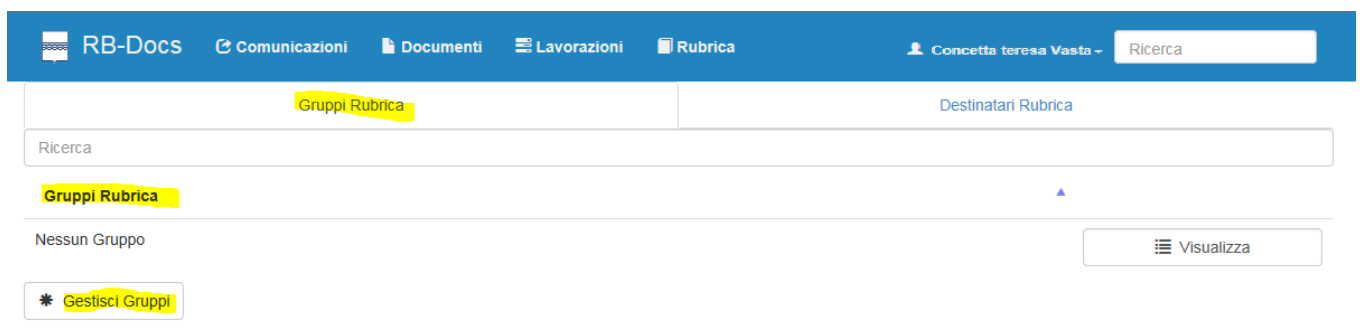 RB-Docs Comunicazioni Documenti Lavorazioni Rubrica Concetta teresa Vasta Ricerca
Gruppi Rubrica Destinatari Rubrica
Ricerca
Gruppi Rubrica
Nessun Gruppo Visualizza
Gestisci Gruppi